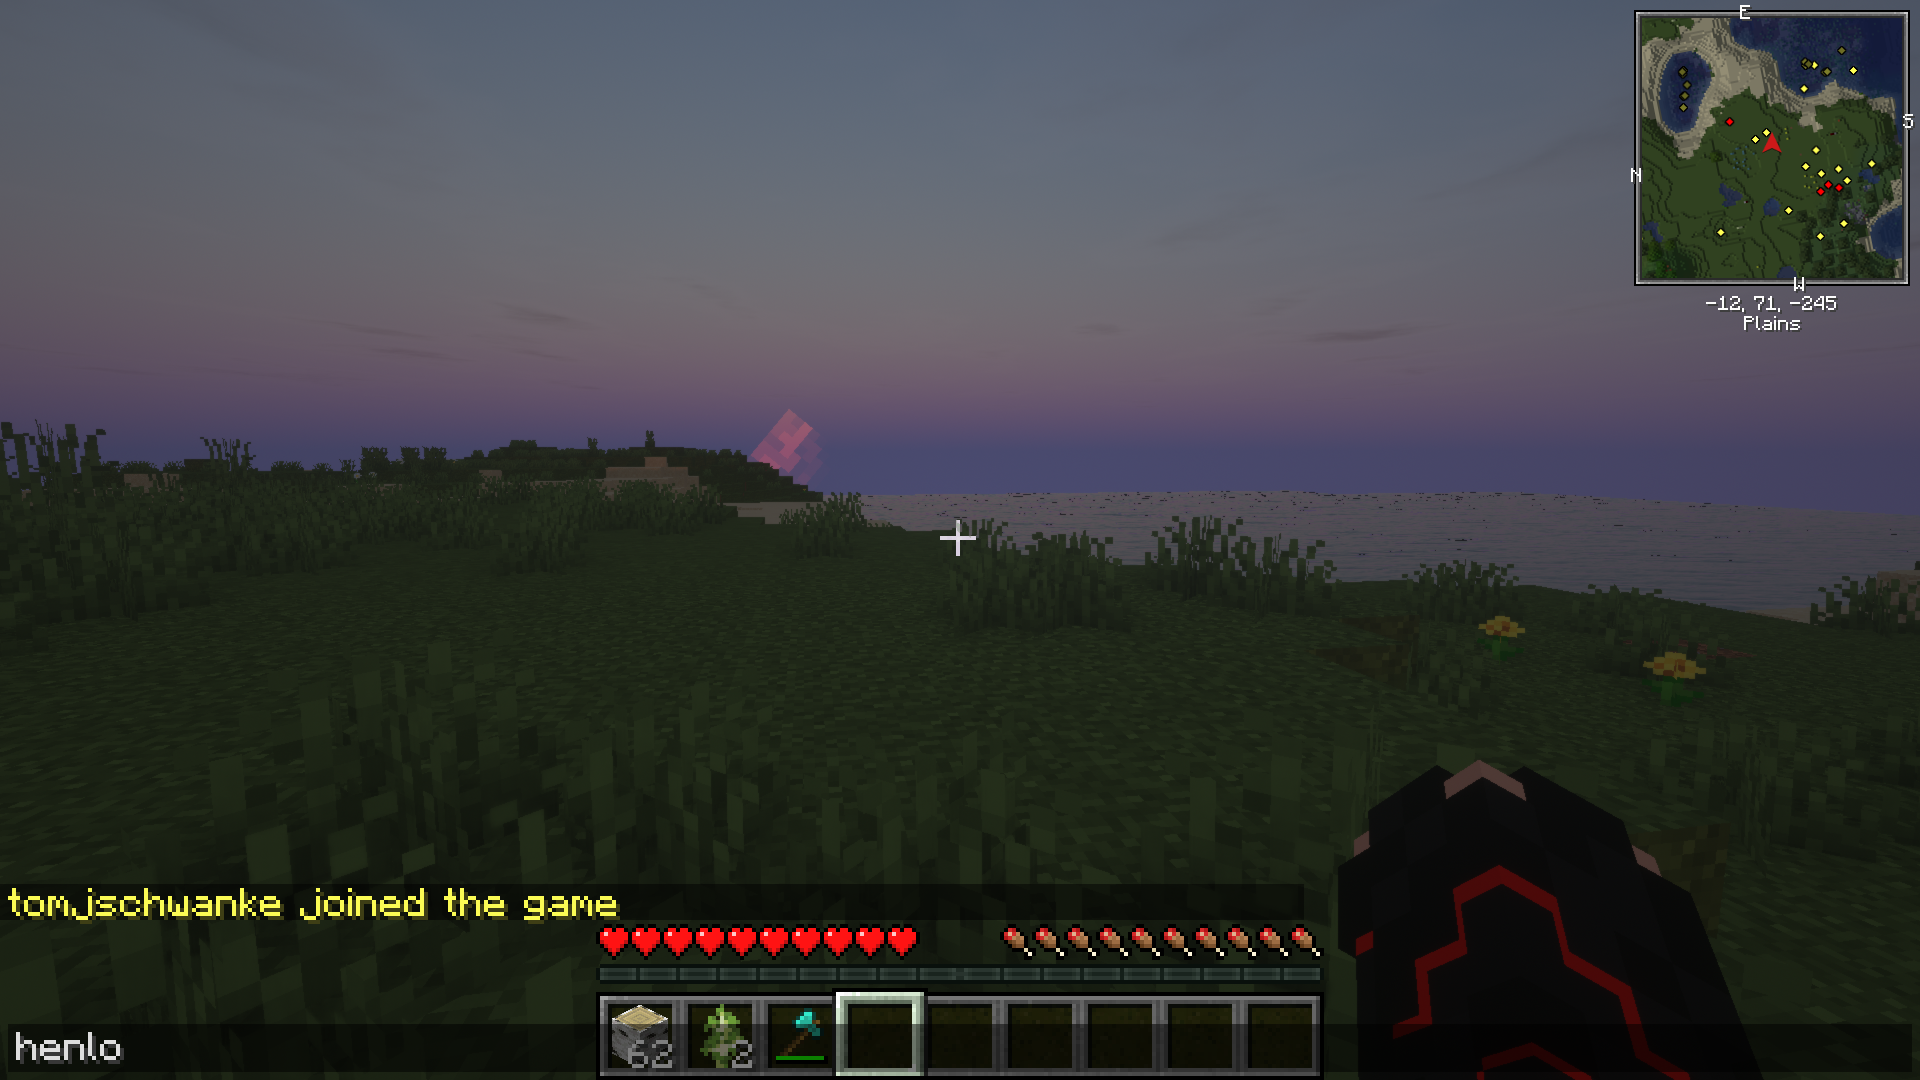 E
S
N
W
-12, 71, -245
Plains
tomjschwanke joined the game
62
2
henlo